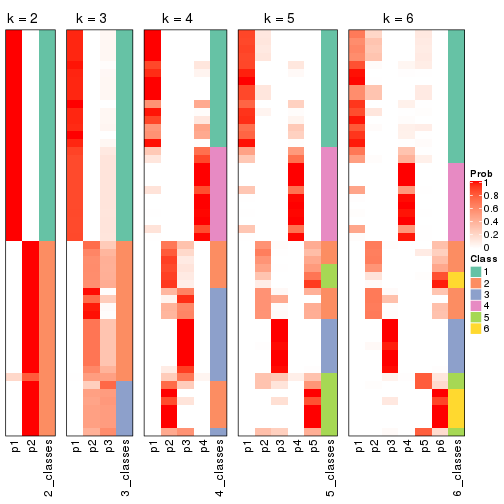 k = 2
k = 3
k = 4
k = 5
k = 6
p1
p2
2_classes
p1
p2
p3
3_classes
p1
p2
p3
p4
4_classes
p1
p2
p3
p4
p5
5_classes
p1
p2
p3
p4
p5
p6
6_classes
Prob
1
0.8
0.6
0.4
0.2
0
Class
1
2
3
4
5
6